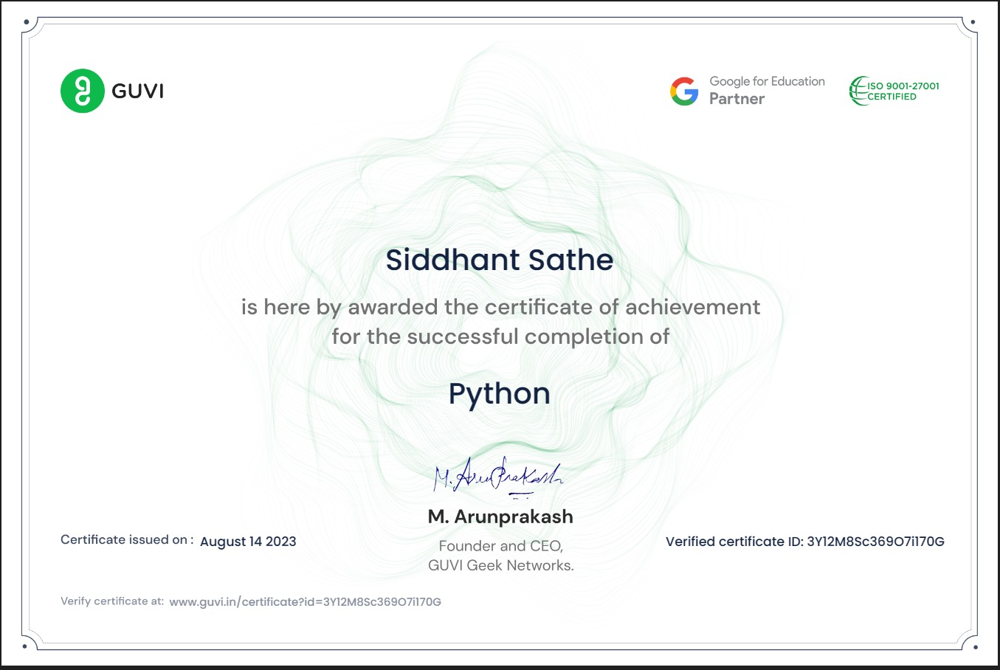 GUVI
Google for Education
Partner
ISO 9001-27001
CERTIFIED
Siddhant Sathe
is here by awarded the certificate of achievement
for the successful completion of
Python
M. ArunPrakash
M. Arunprakash
Founder and CEO,
GUVI Geek Networks.
Certificate issued on : August 14 2023
Verified certificate ID: 3Y12M8Sc369O7i170G
Verify certificate at: www.guvi.in/certificate?id=3Y12M8Sc369O7i170G